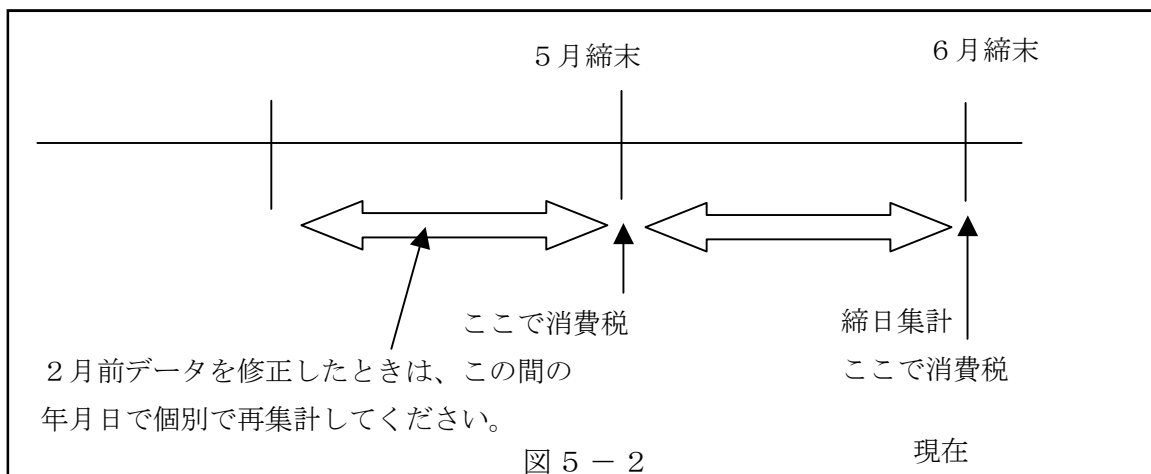 ５月締末
６月締末
ここで消費税
締日集計
２月前データを修正したときは、この間の
ここで消費税
年月日で個別で再集計してください。
図５－２
現在